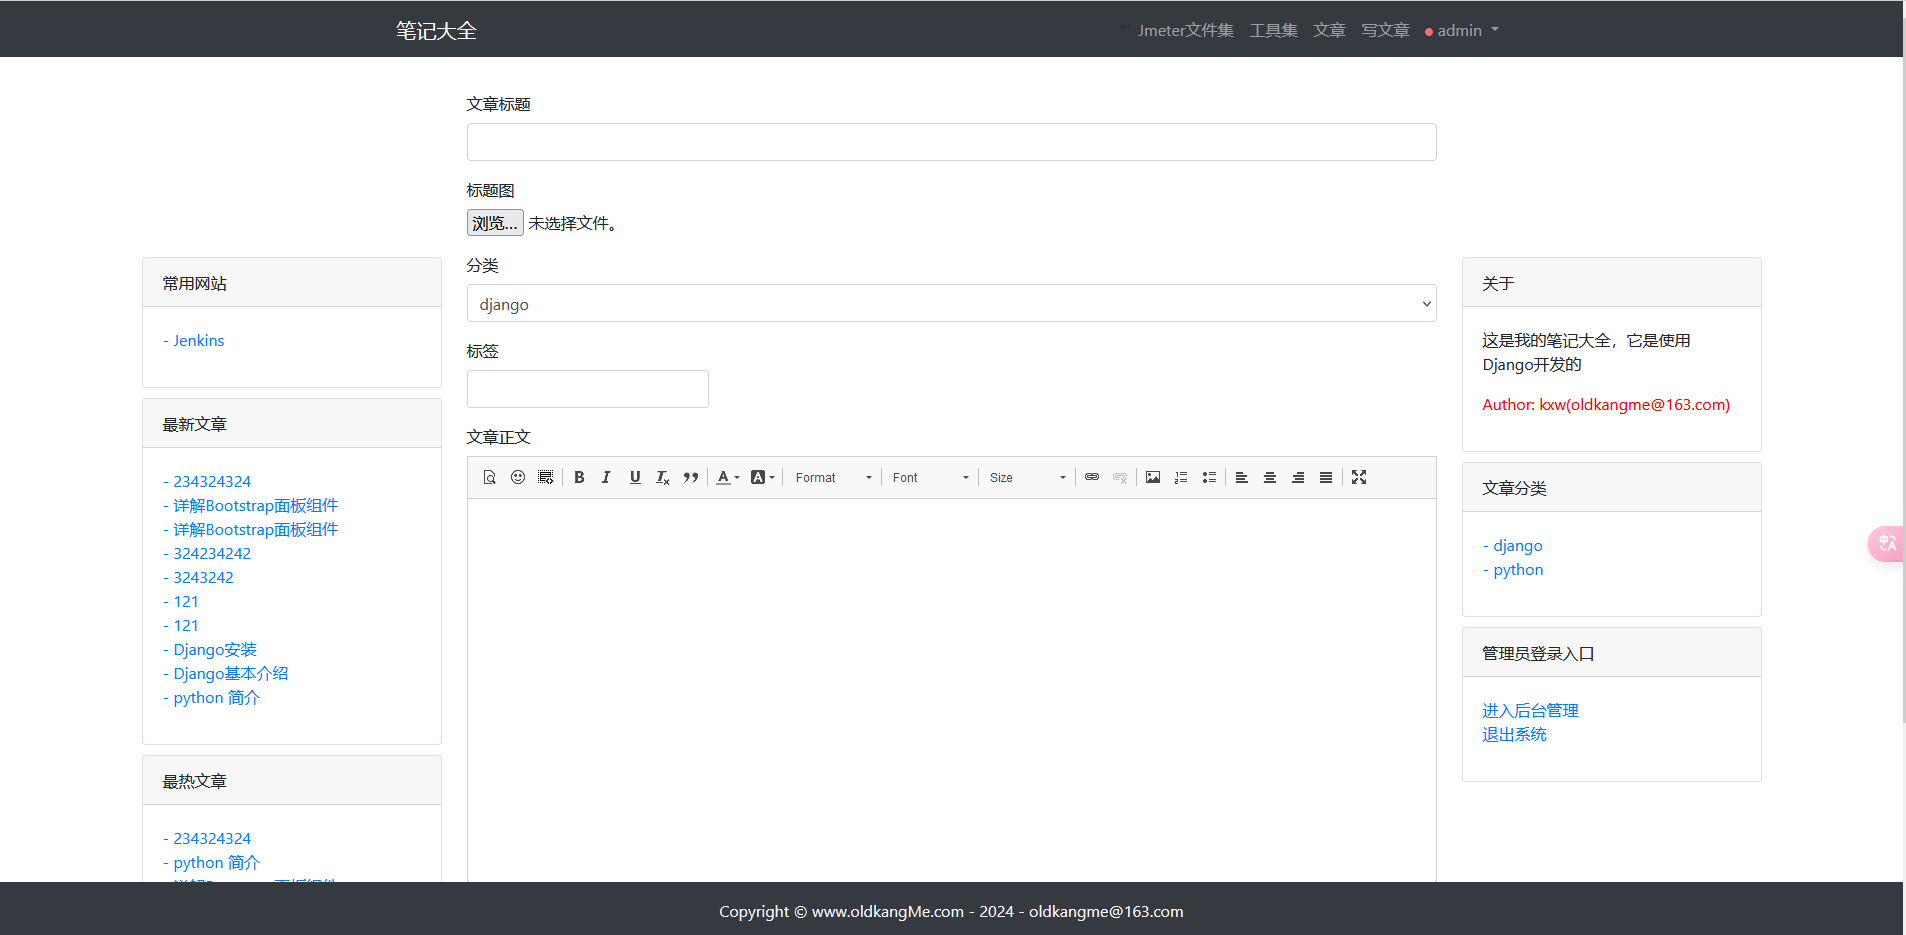 笔记大全
Jmeter文件集 工具集 文章 写文章 admin
文章标题
标题图
浏览... 未选择文件。
分类
django
标签
文章正文
Format Font Size
常用网站
- Jenkins
最新文章
- 234324324
- 详解Bootstrap面板组件
- 详解Bootstrap面板组件
- 324234242
- 3243242
- 121
- 121
- Django安装
- Django基本介绍
- python 简介
最热文章
- 234324324
- python 简介
关于
这是我的笔记大全，它是使用
Django开发的
Author: kxw(oldkangme@163.com)
文章分类
- django
- python
管理员登录入口
进入后台管理
退出系统
Copyright © www.oldkangMe.com - 2024 - oldkangme@163.com